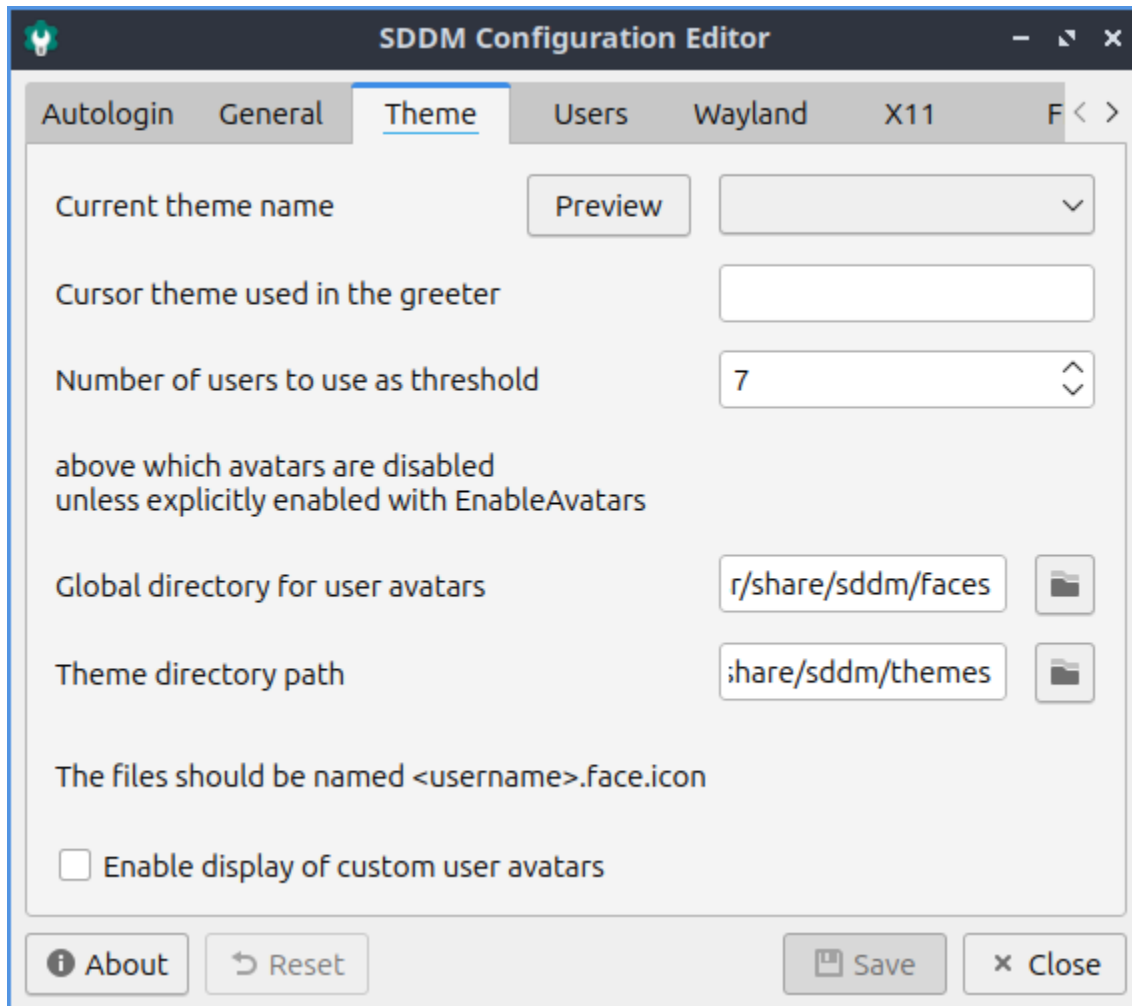 SDDM Configuration Editor
Autologin General Theme Users Wayland X11 F
Current theme name Preview
Cursor theme used in the greeter
Number of users to use as threshold 7
above which avatars are disabled
unless explicitly enabled with EnableAvatars
Global directory for user avatars r/share/sddm/faces
Theme directory path share/sddm/themes
The files should be named <username>.face.icon
Enable display of custom user avatars
About Reset Save Close